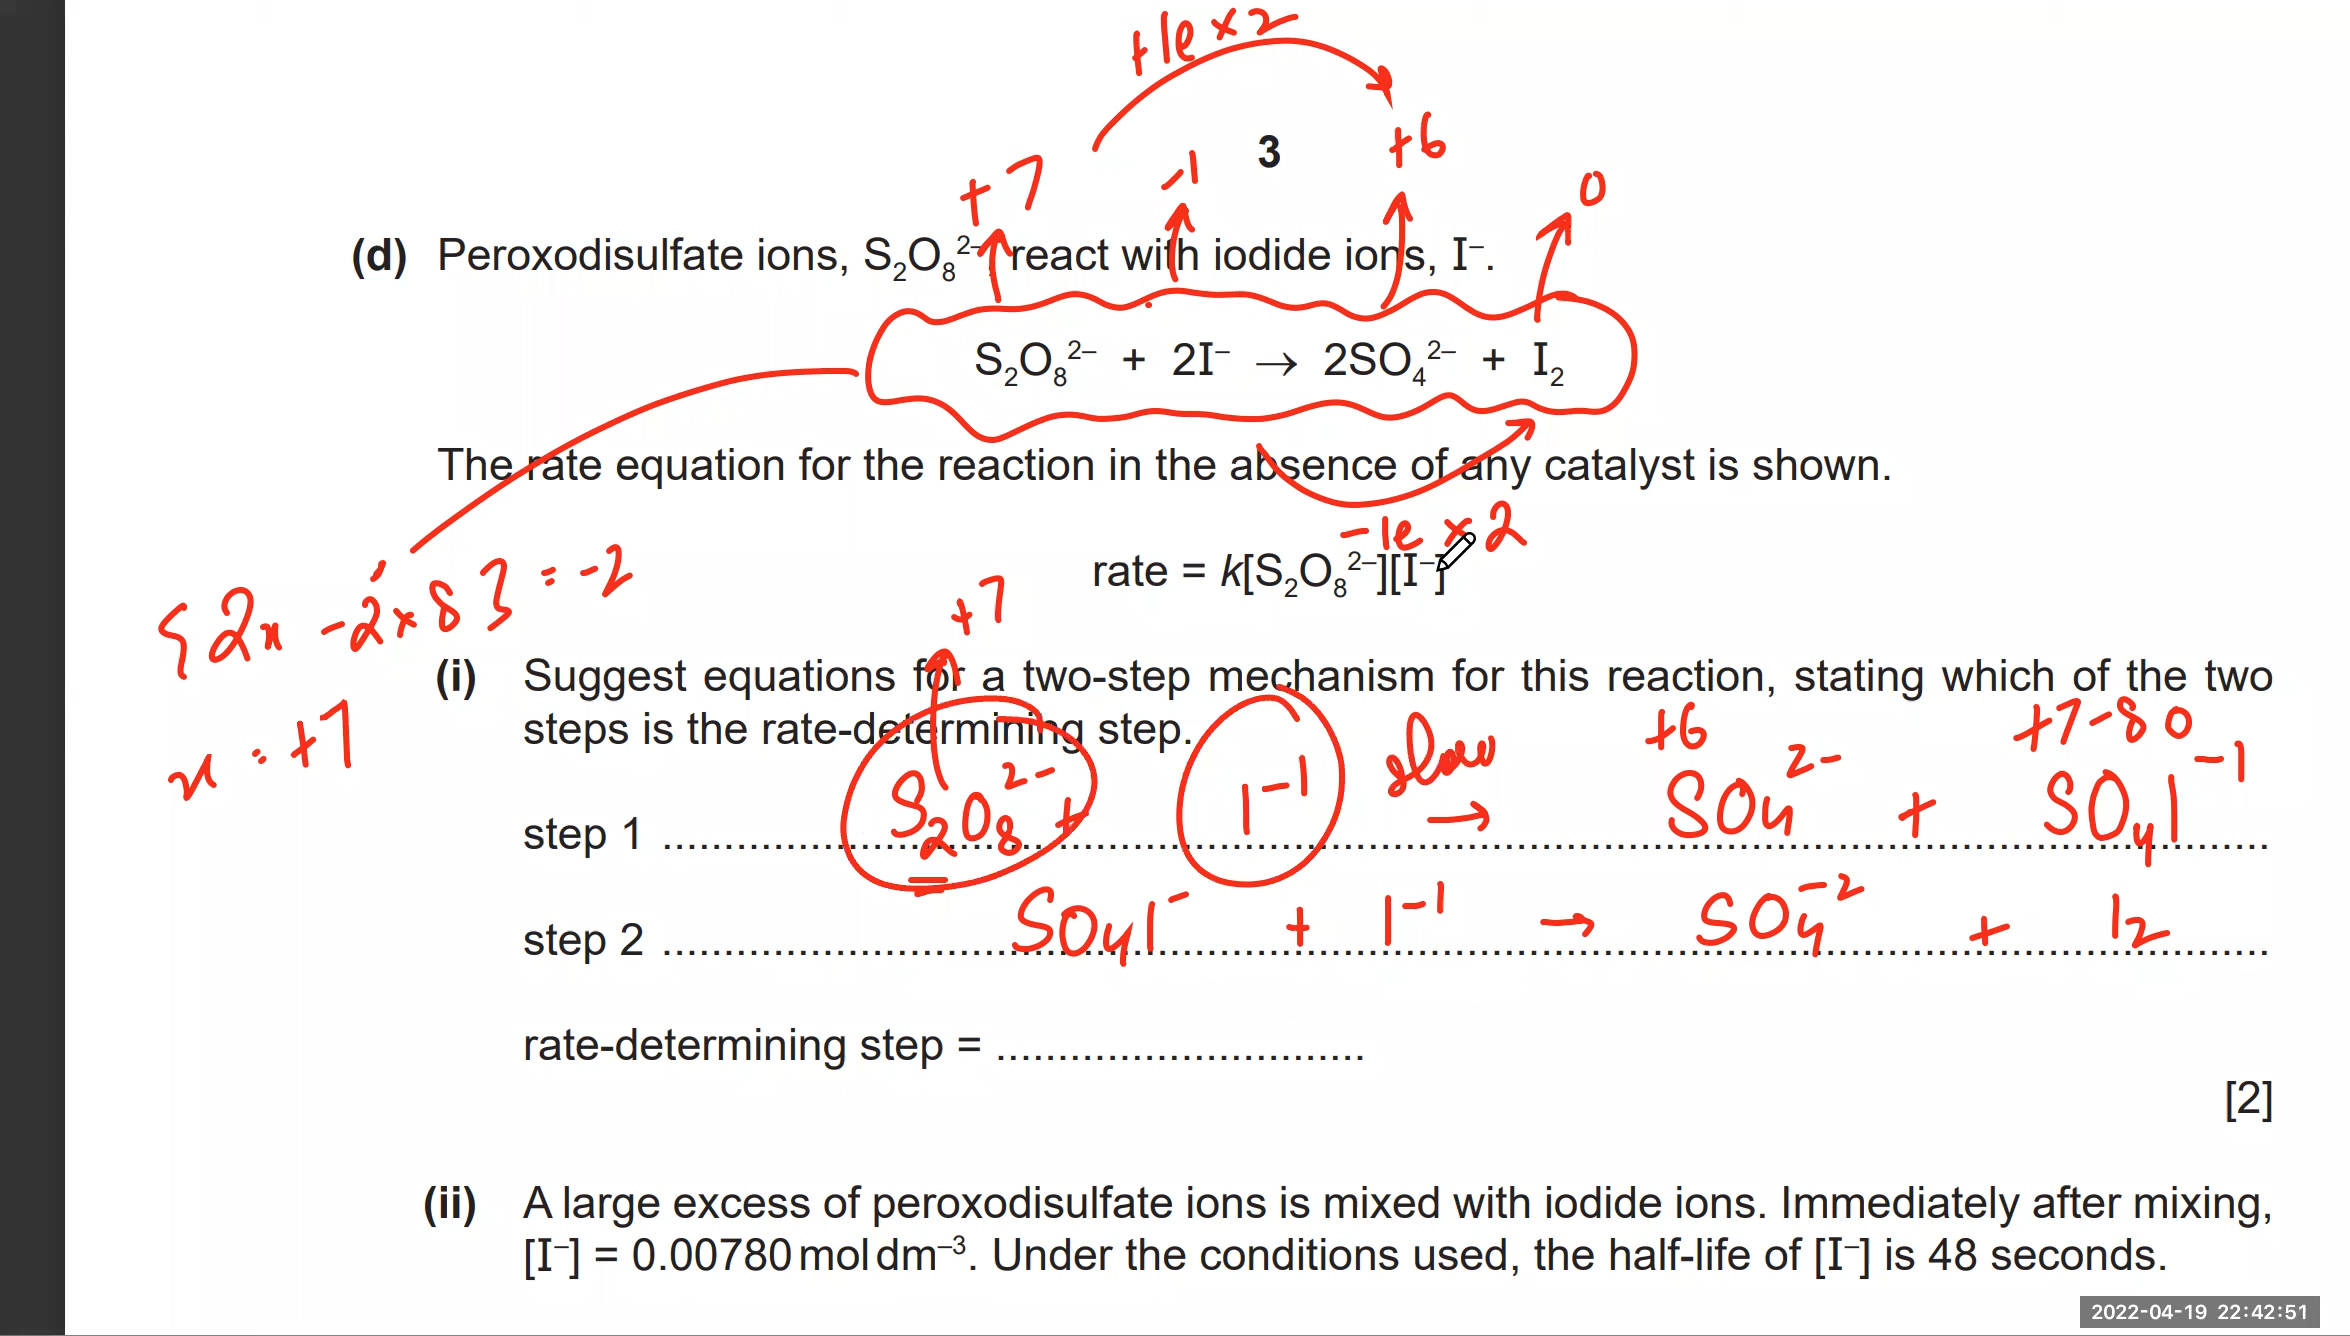 +1e × 2
3
+7
-1
+6
0
(d) Peroxodisulfate ions, S₂O₈²⁻, react with iodide ions, I⁻.
S₂O₈²⁻ + 2I⁻ → 2SO₄²⁻ + I₂
The rate equation for the reaction in the absence of any catalyst is shown.
-1e × 2
rate = k[S₂O₈²⁻][I⁻]
{2x -2×8} = -2
x = +7
+7
(i) Suggest equations for a two-step mechanism for this reaction, stating which of the two
steps is the rate-determining step.
+6
+7-8 0
step 1 S₂O₈²⁻ + I⁻¹ slow → SO₄²⁻ + SO₄I⁻¹
step 2 SO₄I⁻ + I⁻¹ → SO₄⁻² + I₂
rate-determining step = ..............................
[2]
(ii) A large excess of peroxodisulfate ions is mixed with iodide ions. Immediately after mixing,
[I⁻] = 0.00780 mol dm⁻³. Under the conditions used, the half-life of [I⁻] is 48 seconds.
2022-04-19 22:42:51